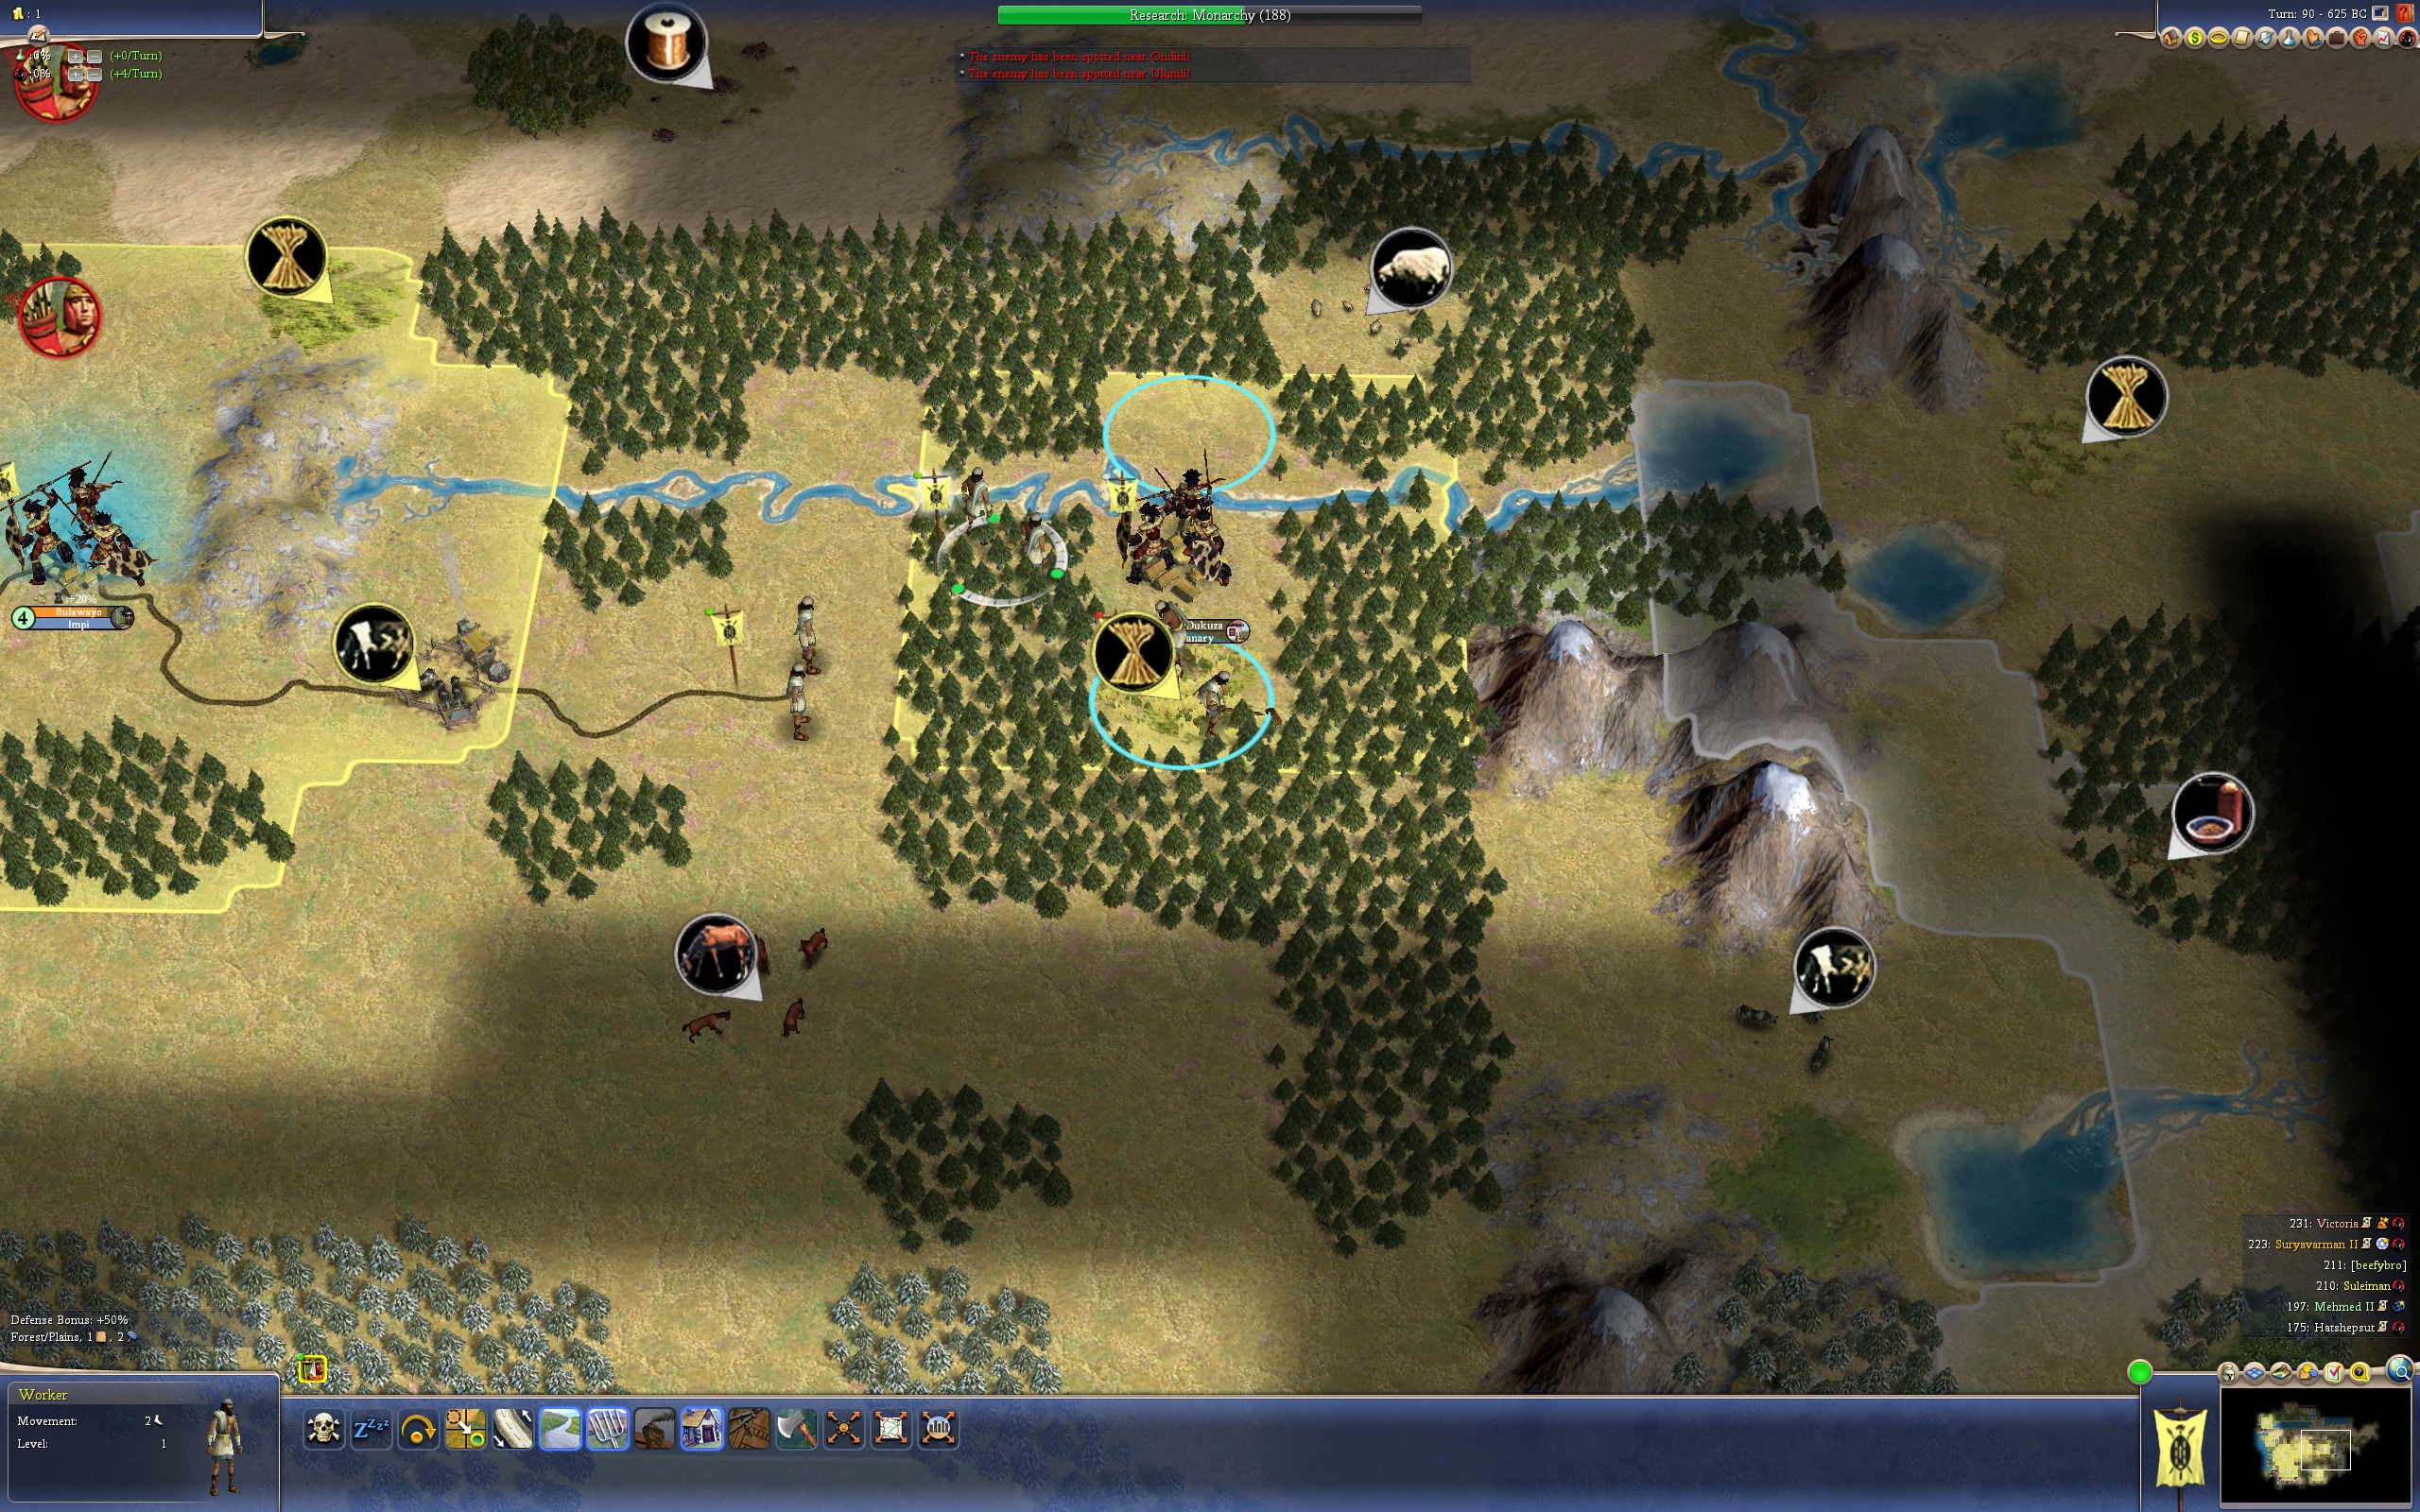 : 1
Research: Monarchy (188)
Turn: 90 - 625 BC
:0% (+0/Turn)
:0% (+4/Turn)
The enemy has been spotted near Ondini!
The enemy has been spotted near Ulundi!
+20%
4 Bulawayo
Impi
Dukuza
anary
231: Victoria
223: Suryavarman II
211: [beefybro]
210: Suleiman
197: Mehmed II
175: Hatshepsut
Defense Bonus: +50%
Forest/Plains, 1 , 2
Worker
Movement: 2
Level: 1
ZZZZ